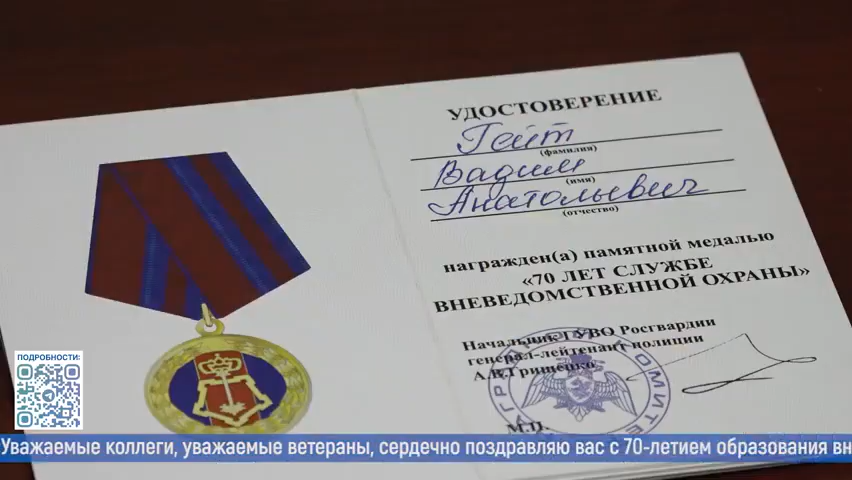 УДОСТОВЕРЕНИЕ
Гейт
(фамилия)
Вадим
(имя)
Анатольевич
(отчество)
награжден(а) памятной медалью
«70 ЛЕТ СЛУЖБЕ
ВНЕВЕДОМСТВЕННОЙ ОХРАНЫ»
Начальник ГУВО Росгвардии
генерал-лейтенант полиции
А.В.Грищенко
М.П.
ПОДРОБНОСТИ:
Уважаемые коллеги, уважаемые ветераны, сердечно поздравляю вас с 70-летием образования вн